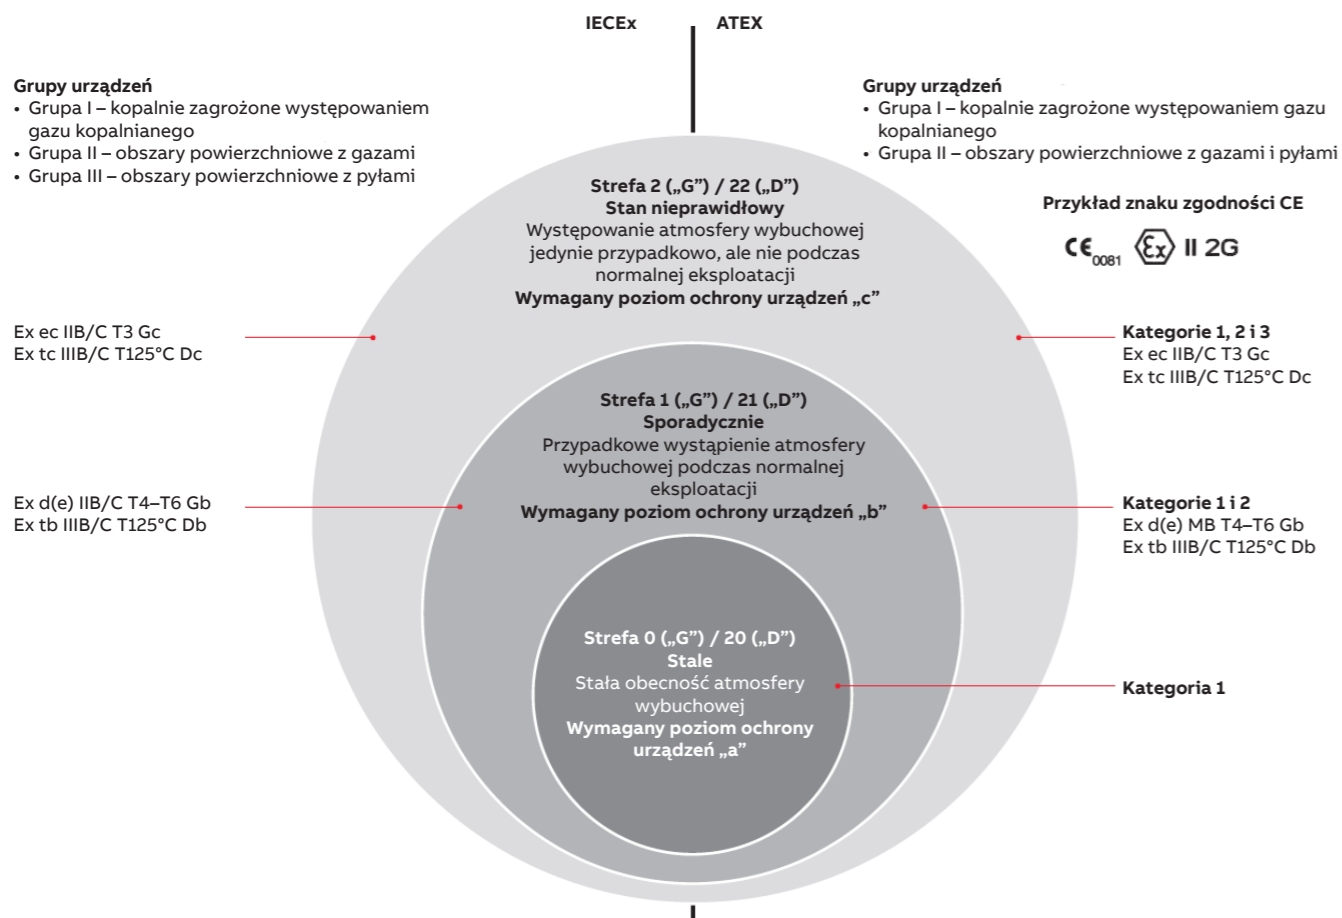 IECEx
ATEX
Grupy urządzeń
• Grupa I – kopalnie zagrożone występowaniem
gazu kopalnianego
• Grupa II – obszary powierzchniowe z gazami
• Grupa III – obszary powierzchniowe z pyłami
Grupy urządzeń
• Grupa I – kopalnie zagrożone występowaniem gazu
kopalnianego
• Grupa II – obszary powierzchniowe z gazami i pyłami
Przykład znaku zgodności CE
CE 0081 Ex II 2G
Strefa 2 („G”) / 22 („D”)
Stan nieprawidłowy
Występowanie atmosfery wybuchowej
jedynie przypadkowo, ale nie podczas
normalnej eksploatacji
Wymagany poziom ochrony urządzeń „c”
Ex ec IIB/C T3 Gc
Ex tc IIIB/C T125°C Dc
Kategorie 1, 2 i 3
Ex ec IIB/C T3 Gc
Ex tc IIIB/C T125°C Dc
Strefa 1 („G”) / 21 („D”)
Sporadycznie
Przypadkowe wystąpienie atmosfery
wybuchowej podczas normalnej
eksploatacji
Wymagany poziom ochrony urządzeń „b”
Ex d(e) IIB/C T4–T6 Gb
Ex tb IIIB/C T125°C Db
Kategorie 1 i 2
Ex d(e) MB T4–T6 Gb
Ex tb IIIB/C T125°C Db
Strefa 0 („G”) / 20 („D”)
Stale
Stała obecność atmosfery
wybuchowej
Wymagany poziom ochrony
urządzeń „a”
Kategoria 1